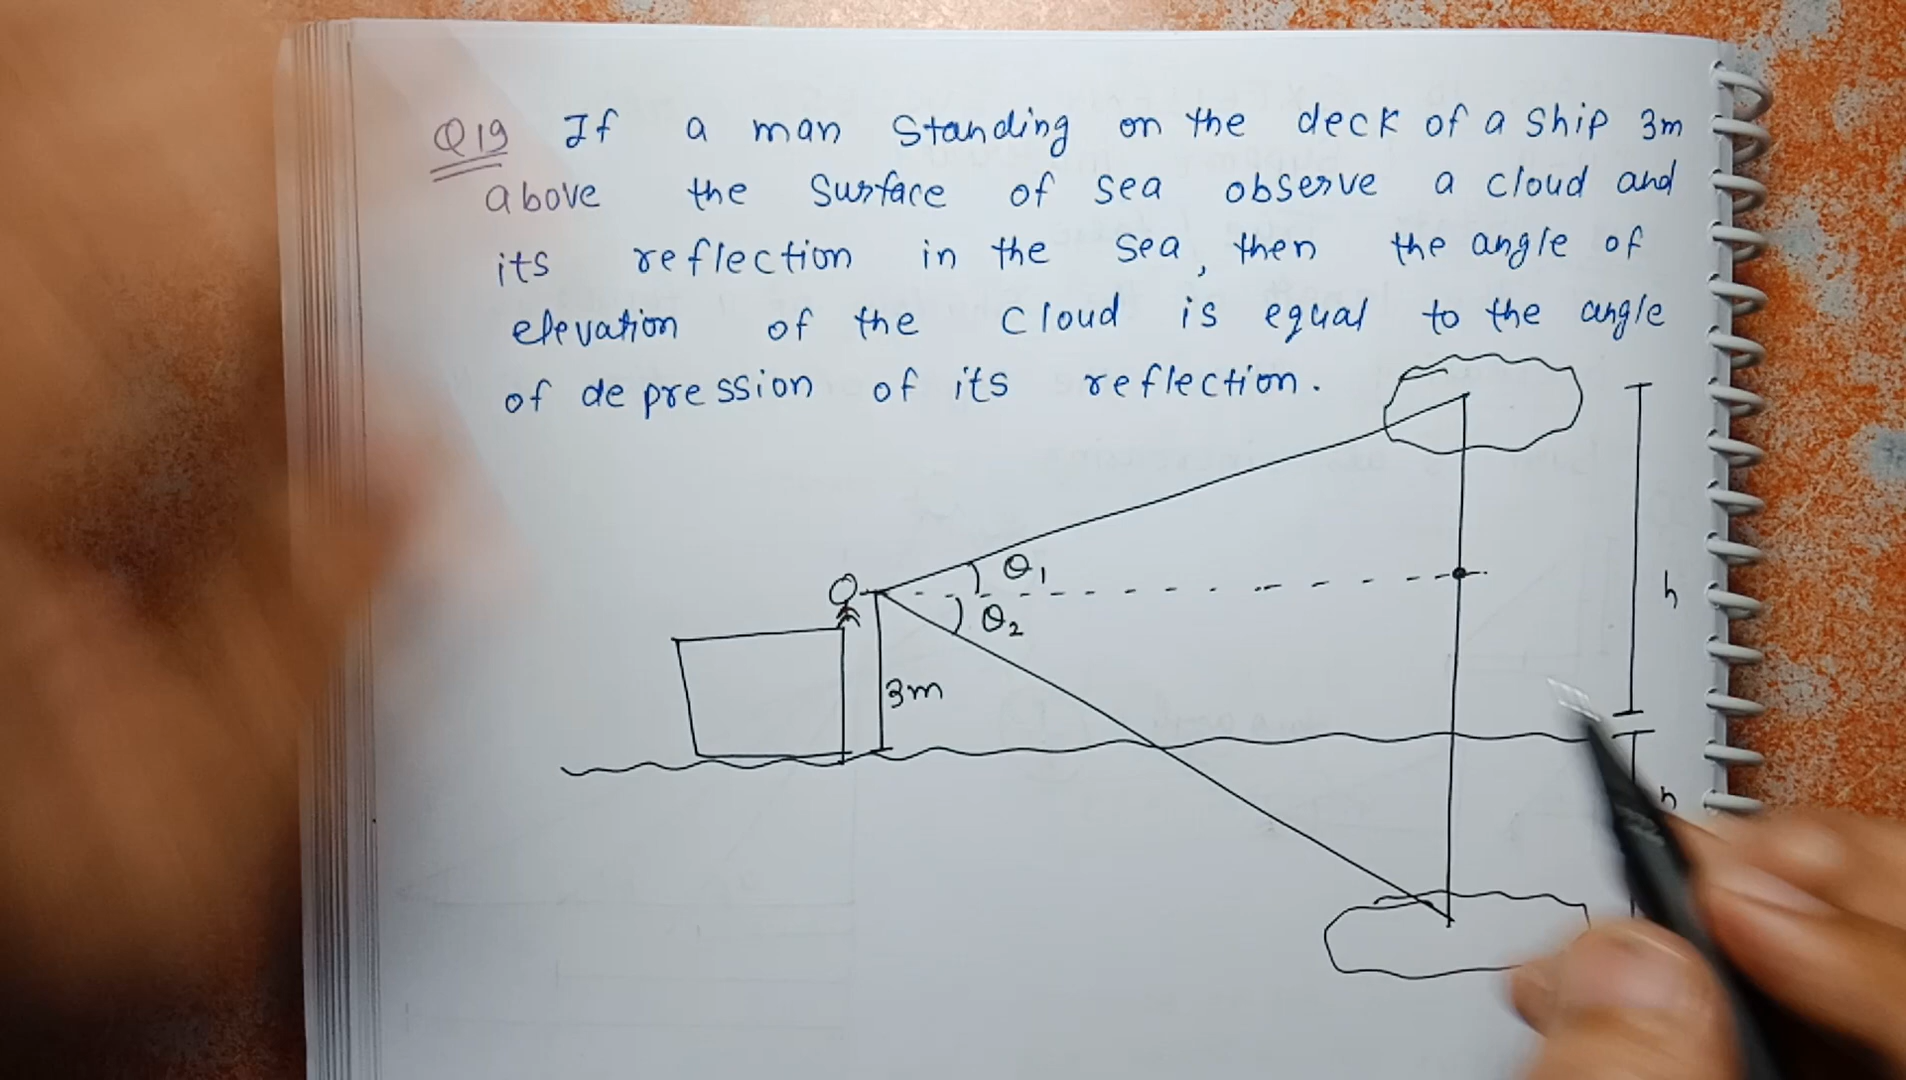 Q19 If a man standing on the deck of a ship 3m
above the surface of sea observe a cloud and
its reflection in the sea, then the angle of
elevation of the cloud is equal to the angle
of depression of its reflection.
θ1
θ2
h
3m
h